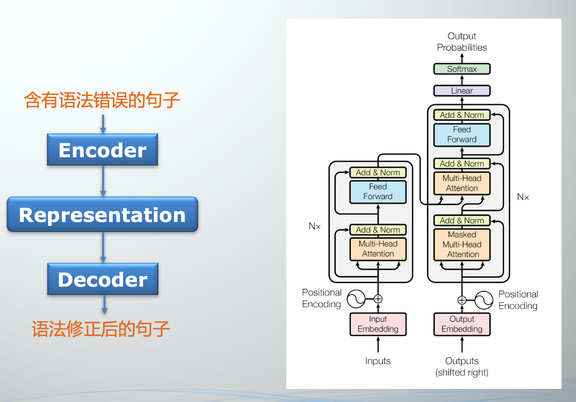 含有语法错误的句子
Encoder
Representation
Decoder
语法修正后的句子
Output
Probabilities
Softmax
Linear
Add & Norm
Feed
Forward
Add & Norm
Multi-Head
Attention
Add & Norm
Masked
Multi-Head
Attention
N×
Add & Norm
Feed
Forward
N×
Add & Norm
Multi-Head
Attention
Positional
Encoding
Positional
Encoding
Input
Embedding
Output
Embedding
Inputs
Outputs
(shifted right)